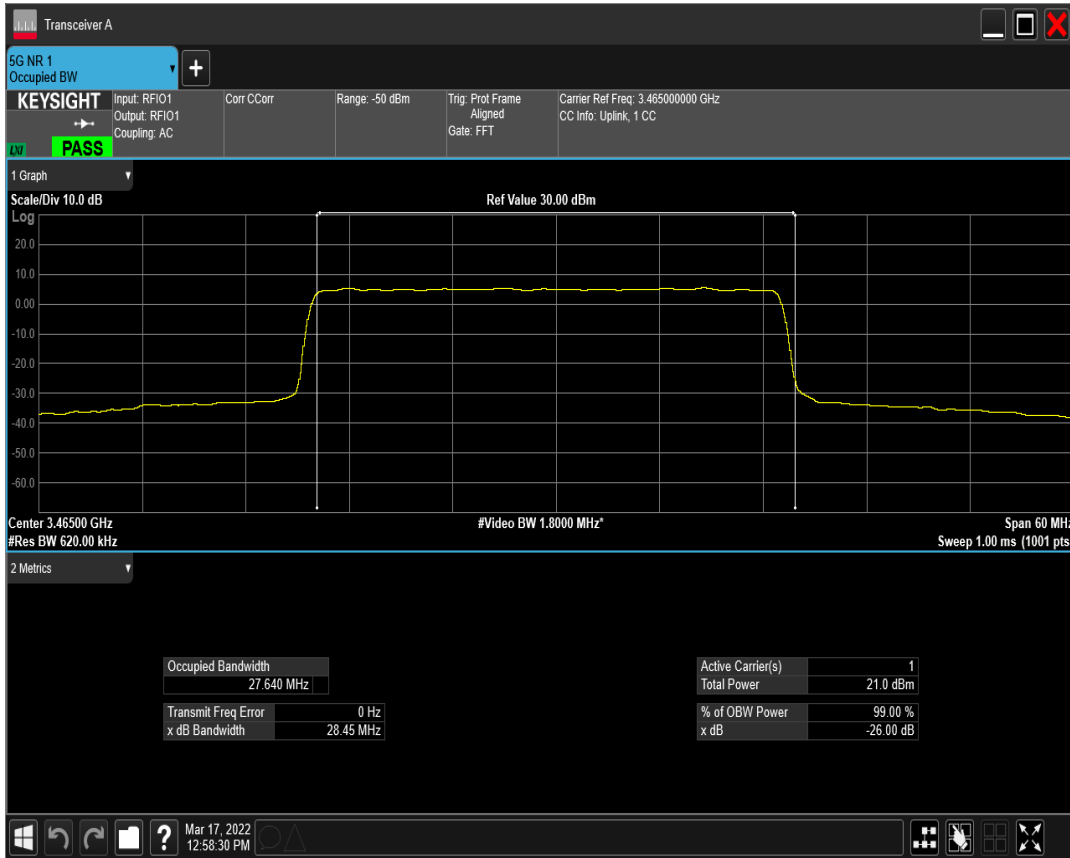 Transceiver A
5G NR 1
Occupied BW
KEYSIGHT
Input: RFIO1
Output: RFIO1
Coupling: AC
Corr CCorr
Range: -50 dBm
Trig: Prot Frame
Aligned
Gate: FFT
Carrier Ref Freq: 3.465000000 GHz
CC Info: Uplink, 1 CC
LXI
PASS
1 Graph
Scale/Div 10.0 dB
Ref Value 30.00 dBm
Log
20.0
10.0
0.00
-10.0
-20.0
-30.0
-40.0
-50.0
-60.0
Center 3.46500 GHz
#Video BW 1.8000 MHz*
Span 60 MHz
#Res BW 620.00 kHz
Sweep 1.00 ms (1001 pts
2 Metrics
Occupied Bandwidth
27.640 MHz
Transmit Freq Error 0 Hz
x dB Bandwidth 28.45 MHz
Active Carrier(s) 1
Total Power 21.0 dBm
% of OBW Power 99.00 %
x dB -26.00 dB
?
Mar 17, 2022
12:58:30 PM